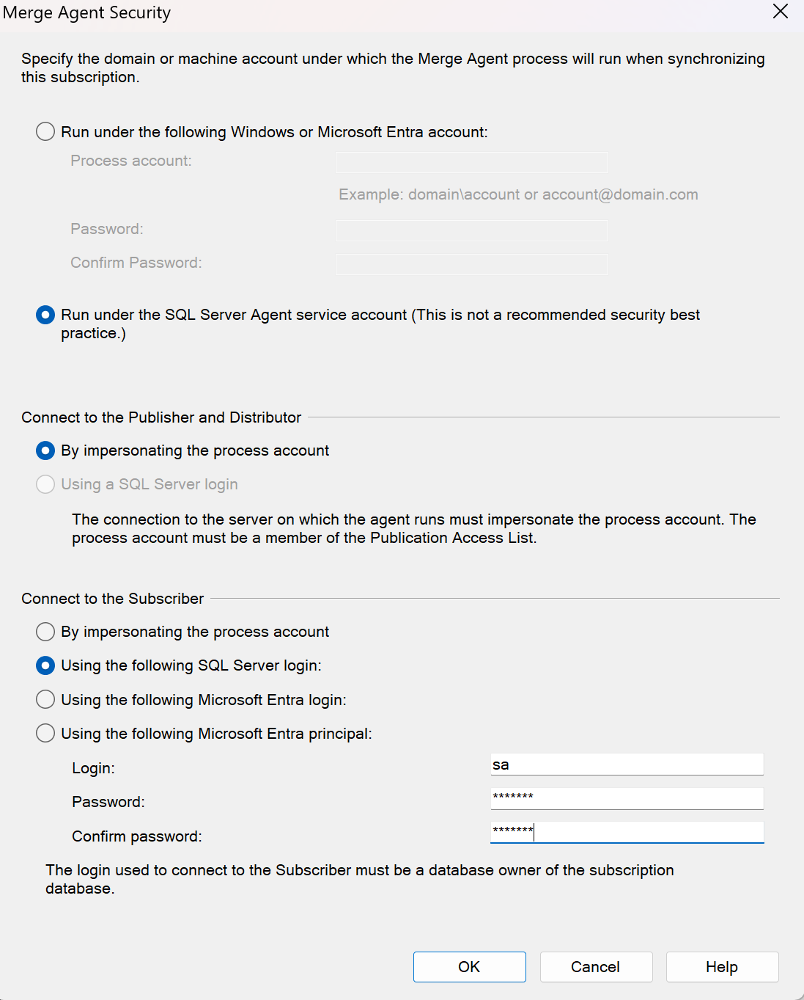 Merge Agent Security
Specify the domain or machine account under which the Merge Agent process will run when synchronizing
this subscription.
Run under the following Windows or Microsoft Entra account:
Process account:
Example: domain\account or account@domain.com
Password:
Confirm Password:
Run under the SQL Server Agent service account (This is not a recommended security best
practice.)
Connect to the Publisher and Distributor
By impersonating the process account
Using a SQL Server login
The connection to the server on which the agent runs must impersonate the process account. The
process account must be a member of the Publication Access List.
Connect to the Subscriber
By impersonating the process account
Using the following SQL Server login:
Using the following Microsoft Entra login:
Using the following Microsoft Entra principal:
Login: sa
Password: *******
Confirm password: *******
The login used to connect to the Subscriber must be a database owner of the subscription
database.
OK Cancel Help